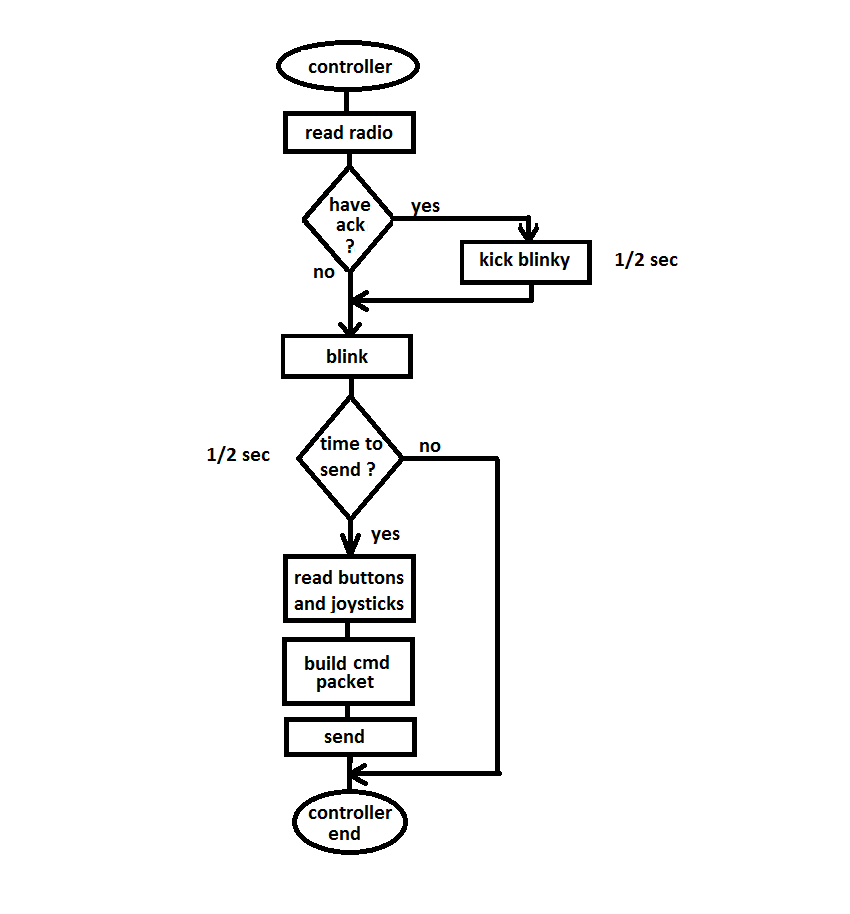 controller
read radio
have
ack
?
yes
no
kick blinky
1/2 sec
blink
1/2 sec
time to
send ?
no
yes
read buttons
and joysticks
build cmd
packet
send
controller
end